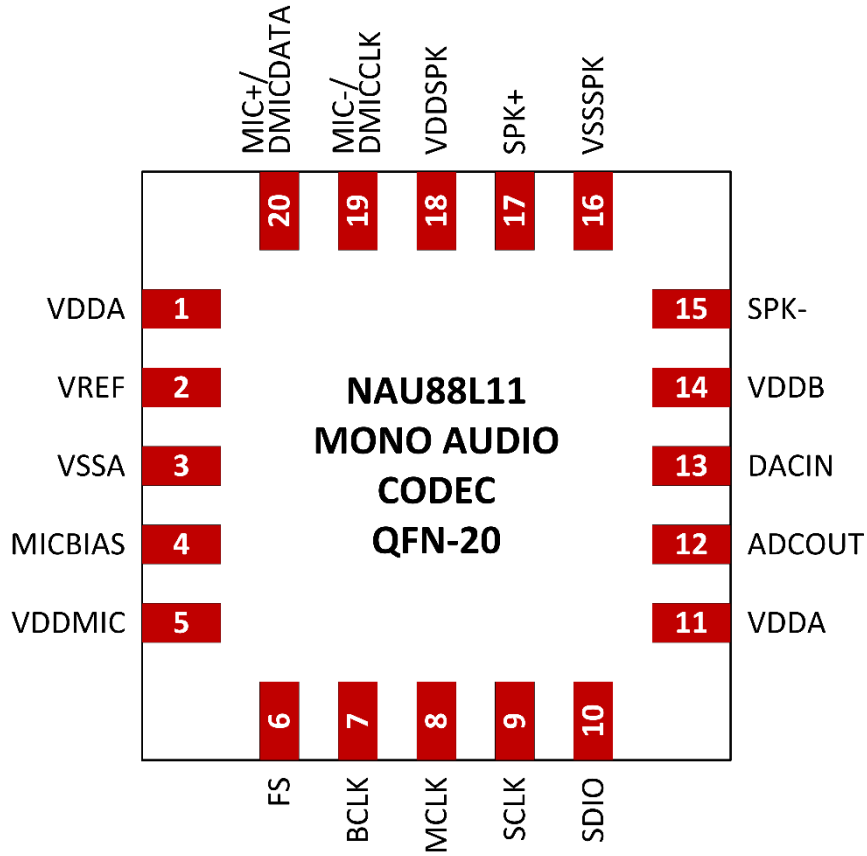 MIC+/
DMICDATA
MIC-/
DMICCLK
VDDSPK
SPK+
VSSSPK
20
19
18
17
16
VDDA 1
15 SPK-
VREF 2
14 VDDB
VSSA 3
13 DACIN
MICBIAS 4
12 ADCOUT
VDDMIC 5
11 VDDA
NAU88L11
MONO AUDIO
CODEC
QFN-20
6
7
8
9
10
FS
BCLK
MCLK
SCLK
SDIO